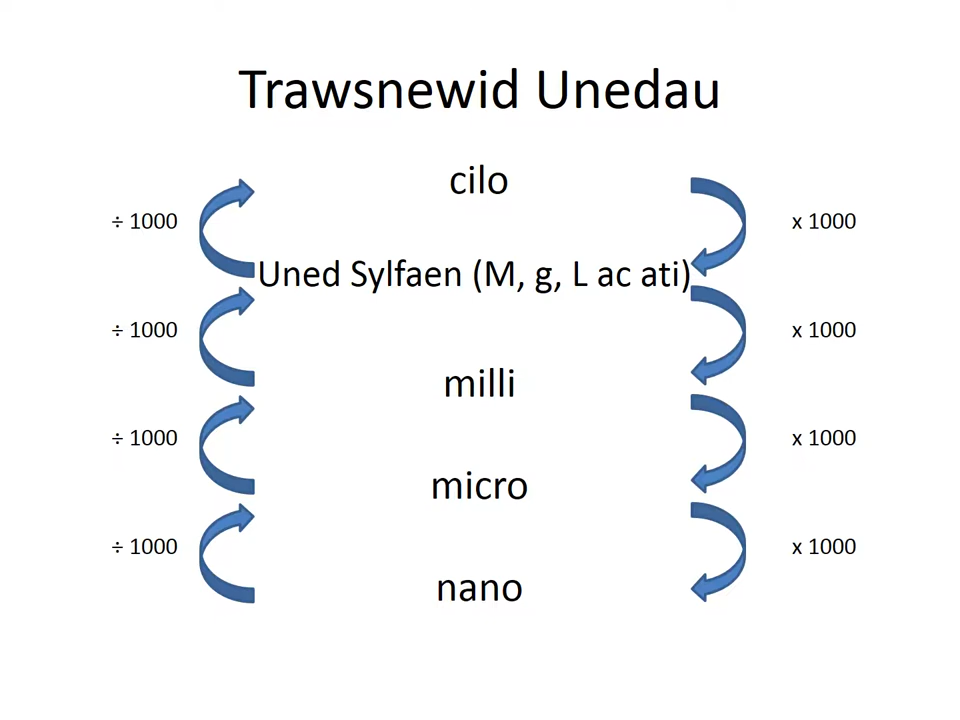 Trawsnewid Unedau
cilo
÷ 1000
x 1000
Uned Sylfaen (M, g, L ac ati)
÷ 1000
x 1000
milli
÷ 1000
x 1000
micro
÷ 1000
x 1000
nano